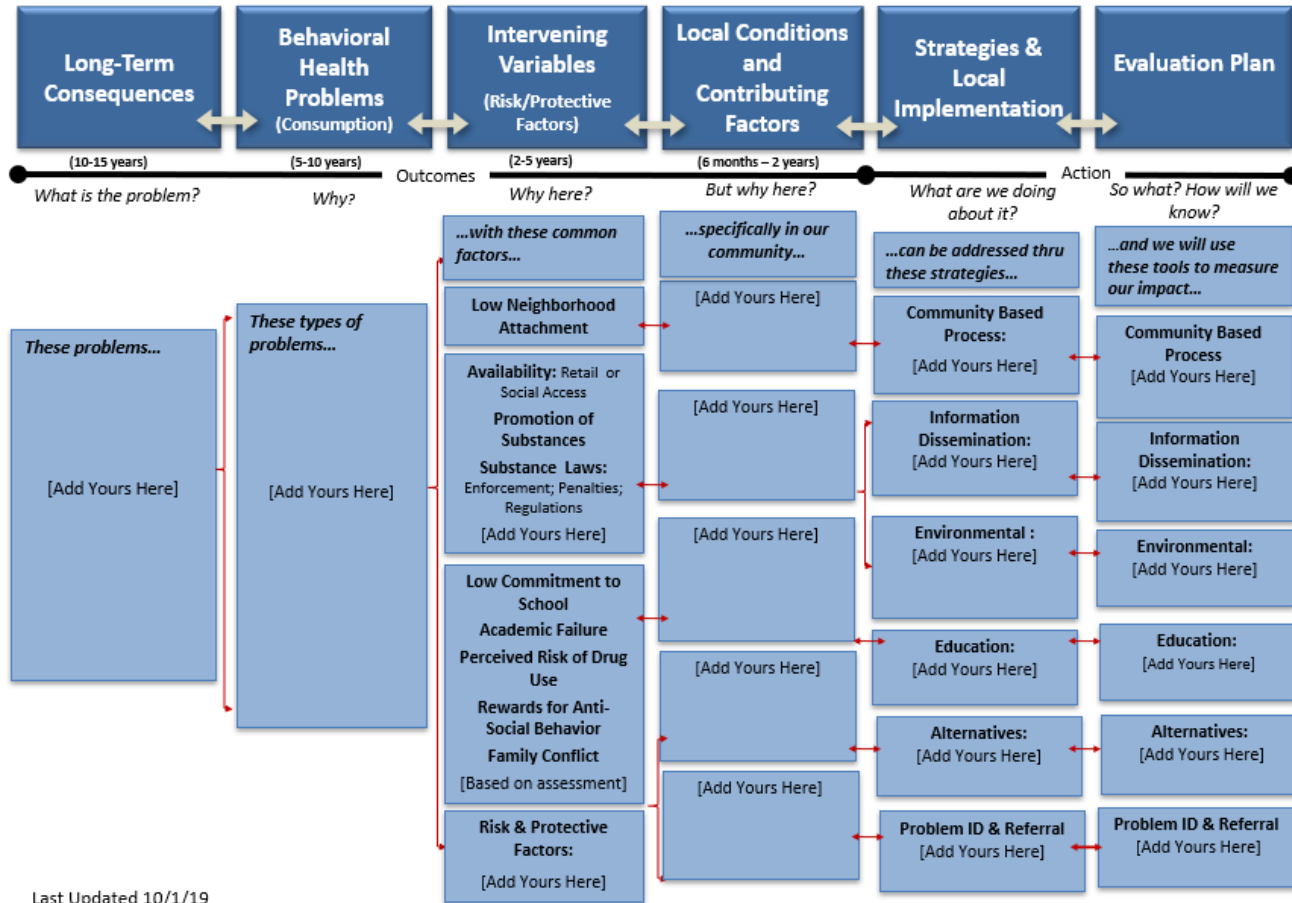 Long-Term
Consequences
Behavioral
Health
Problems
(Consumption)
Intervening
Variables
(Risk/Protective
Factors)
Local Conditions
and
Contributing
Factors
Strategies &
Local
Implementation
Evaluation Plan
(10-15 years)
(5-10 years)
(2-5 years)
(6 months – 2 years)
Outcomes
Action
What is the problem?
Why?
Why here?
But why here?
What are we doing
about it?
So what? How will we
know?
These problems...
[Add Yours Here]
These types of
problems...
[Add Yours Here]
...with these common
factors...
Low Neighborhood
Attachment
Availability: Retail or
Social Access
Promotion of
Substances
Substance Laws:
Enforcement; Penalties;
Regulations
[Add Yours Here]
Low Commitment to
School
Academic Failure
Perceived Risk of Drug
Use
Rewards for Anti-
Social Behavior
Family Conflict
[Based on assessment]
Risk & Protective
Factors:
[Add Yours Here]
...specifically in our
community...
[Add Yours Here]
[Add Yours Here]
[Add Yours Here]
[Add Yours Here]
[Add Yours Here]
...can be addressed thru
these strategies...
Community Based
Process:
[Add Yours Here]
Information
Dissemination:
[Add Yours Here]
Environmental :
[Add Yours Here]
Education:
[Add Yours Here]
Alternatives:
[Add Yours Here]
Problem ID & Referral
[Add Yours Here]
...and we will use
these tools to measure
our impact...
Community Based
Process
[Add Yours Here]
Information
Dissemination:
[Add Yours Here]
Environmental:
[Add Yours Here]
Education:
[Add Yours Here]
Alternatives:
[Add Yours Here]
Problem ID & Referral
[Add Yours Here]
Last Updated 10/1/19